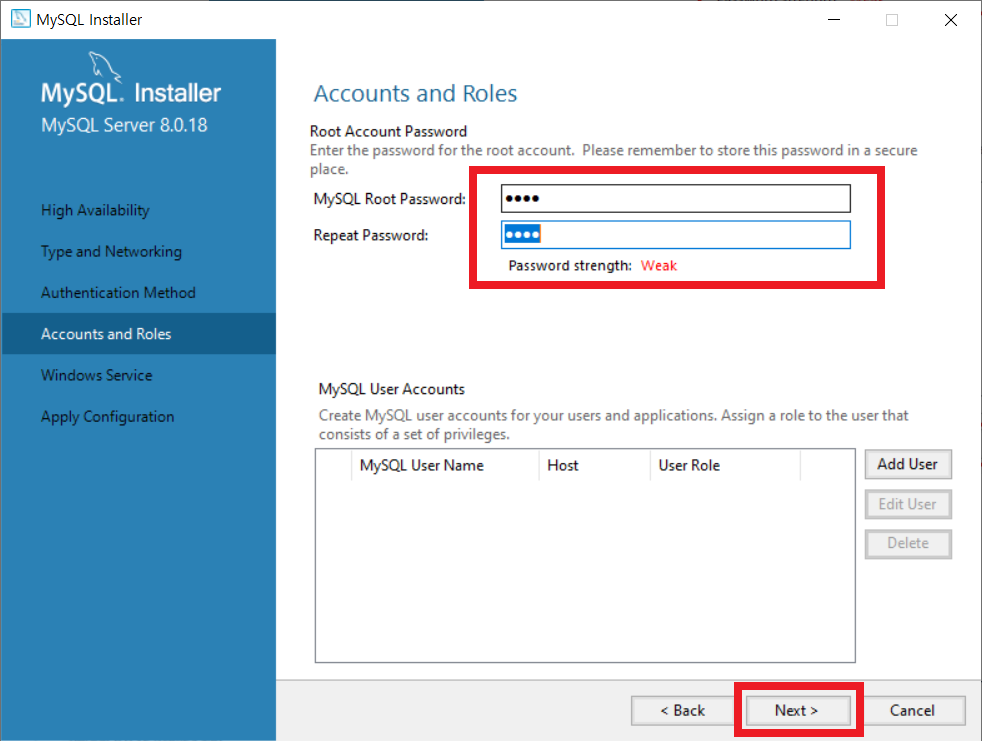 MySQL Installer
MySQL. Installer
MySQL Server 8.0.18
High Availability
Type and Networking
Authentication Method
Accounts and Roles
Windows Service
Apply Configuration
Accounts and Roles
Root Account Password
Enter the password for the root account. Please remember to store this password in a secure
place.
MySQL Root Password: ••••
Repeat Password: ••••
Password strength: Weak
MySQL User Accounts
Create MySQL user accounts for your users and applications. Assign a role to the user that
consists of a set of privileges.
MySQL User Name Host User Role
Add User
Edit User
Delete
< Back Next > Cancel